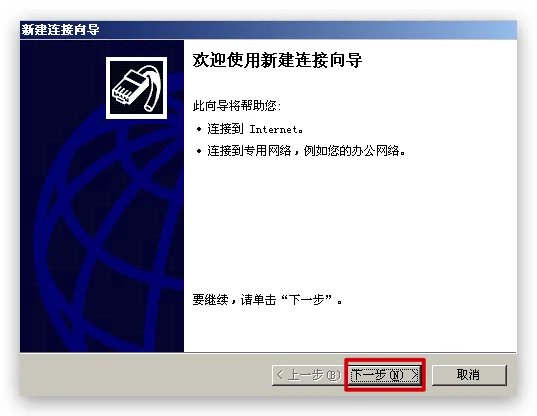 新建连接向导
欢迎使用新建连接向导
此向导将帮助您:
• 连接到 Internet。
• 连接到专用网络，例如您的办公网络。
要继续，请单击“下一步”。
< 上一步(B)
下一步(N) >
取消